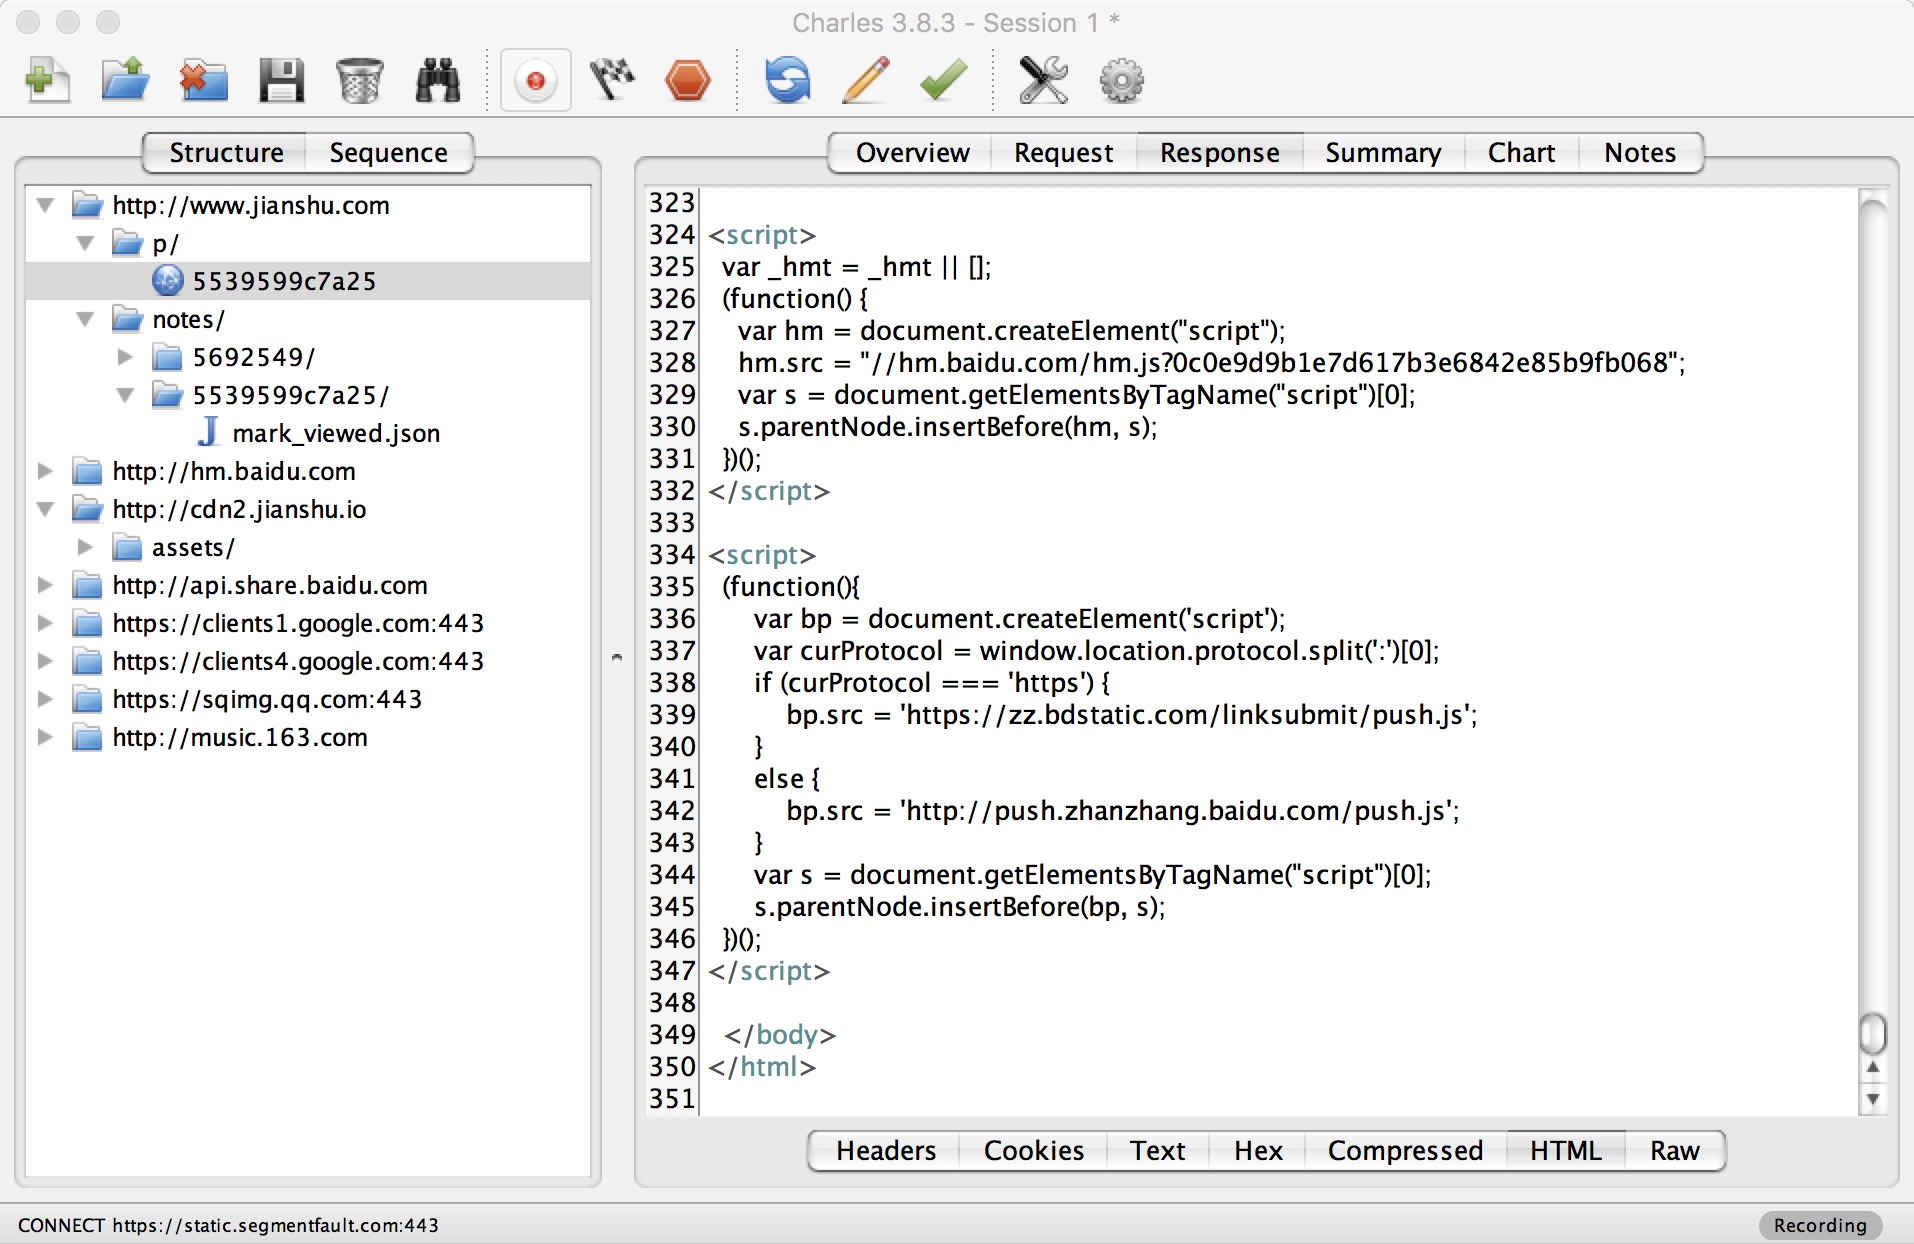 Charles 3.8.3 - Session 1 *
Structure Sequence
http://www.jianshu.com
p/
5539599c7a25
notes/
5692549/
5539599c7a25/
mark_viewed.json
http://hm.baidu.com
http://cdn2.jianshu.io
assets/
http://api.share.baidu.com
https://clients1.google.com:443
https://clients4.google.com:443
https://sqimg.qq.com:443
http://music.163.com
Overview Request Response Summary Chart Notes
323
324 <script>
325 var _hmt = _hmt || [];
326 (function() {
327 var hm = document.createElement("script");
328 hm.src = "//hm.baidu.com/hm.js?0c0e9d9b1e7d617b3e6842e85b9fb068";
329 var s = document.getElementsByTagName("script")[0];
330 s.parentNode.insertBefore(hm, s);
331 })();
332 </script>
333
334 <script>
335 (function(){
336 var bp = document.createElement('script');
337 var curProtocol = window.location.protocol.split(':')[0];
338 if (curProtocol === 'https') {
339 bp.src = 'https://zz.bdstatic.com/linksubmit/push.js';
340 }
341 else {
342 bp.src = 'http://push.zhanzhang.baidu.com/push.js';
343 }
344 var s = document.getElementsByTagName("script")[0];
345 s.parentNode.insertBefore(bp, s);
346 })();
347 </script>
348
349 </body>
350 </html>
351
Headers Cookies Text Hex Compressed HTML Raw
CONNECT https://static.segmentfault.com:443
Recording